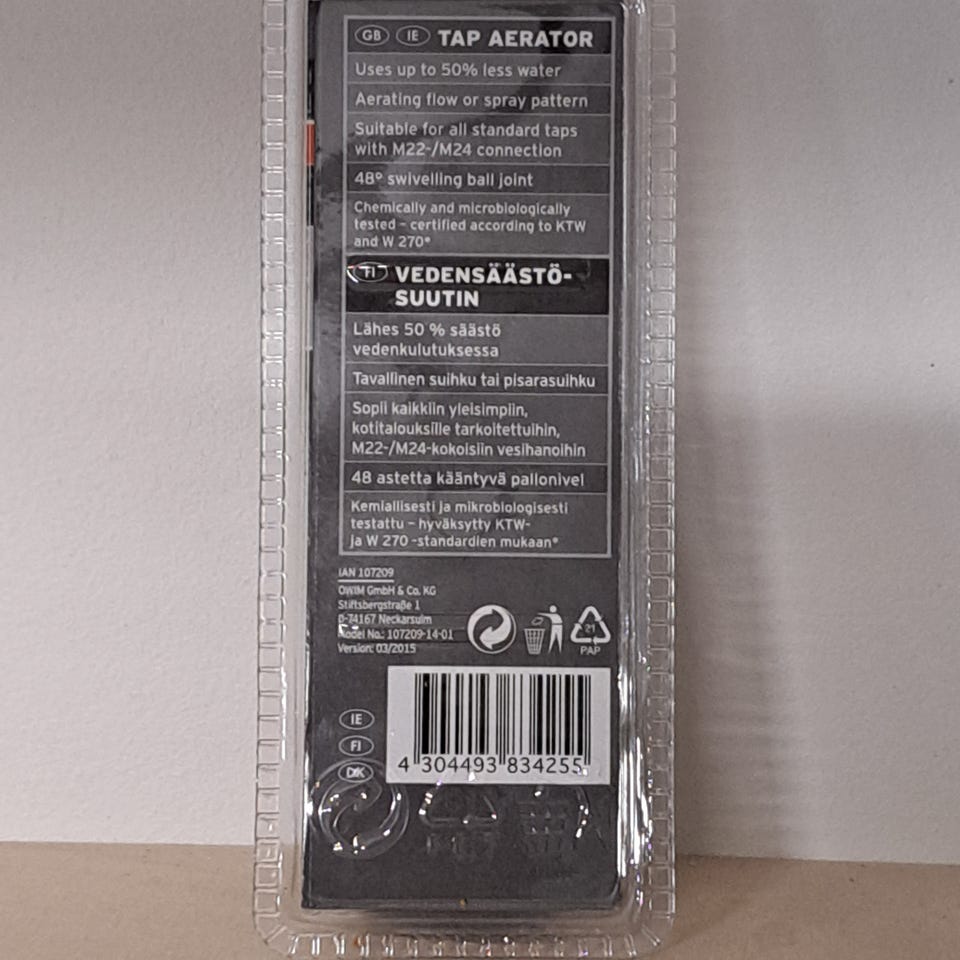 GB IE TAP AERATOR
Uses up to 50% less water
Aerating flow or spray pattern
Suitable for all standard taps
with M22-/M24 connection
48° swivelling ball joint
Chemically and microbiologically
tested – certified according to KTW
and W 270*
FI VEDENSÄÄSTÖ-
SUUTIN
Lähes 50 % säästö
vedenkulutuksessa
Tavallinen suihku tai pisarasuihku
Sopii kaikkiin yleisimpiin,
kotitalouksille tarkoitettuihin,
M22-/M24-kokoisiin vesihanoihin
48 astetta kääntyvä pallonivel
Kemiallisesti ja mikrobiologisesti
testattu – hyväksytty KTW-
ja W 270 -standardien mukaan*
IAN 107209
OWIM GmbH & Co. KG
Stiftsbergstraße 1
D-74167 Neckarsulm
Model No.: 107209-14-01
Version: 03/2015
21
PAP
IE
FI
DK
4 304493 834255